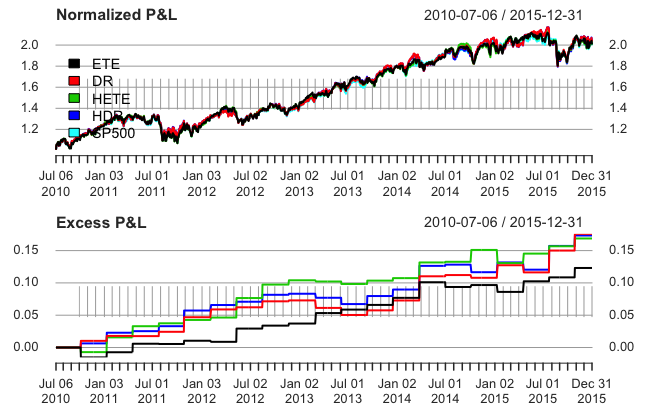 Normalized P&L
2010-07-06 / 2015-12-31
2.0 2.0
1.8 1.8
1.6 1.6
1.4 1.4
1.2 1.2
ETE
DR
HETE
HDR
SP500
Jul 06 Jan 03 Jul 01 Jan 03 Jul 02 Jan 02 Jul 01 Jan 02 Jul 01 Jan 02 Jul 01 Dec 31
2010 2011 2011 2012 2012 2013 2013 2014 2014 2015 2015 2015
Excess P&L
2010-07-06 / 2015-12-31
0.15 0.15
0.10 0.10
0.05 0.05
0.00 0.00
Jul 06 Jan 03 Jul 01 Jan 03 Jul 02 Jan 02 Jul 01 Jan 02 Jul 01 Jan 02 Jul 01 Dec 31
2010 2011 2011 2012 2012 2013 2013 2014 2014 2015 2015 2015